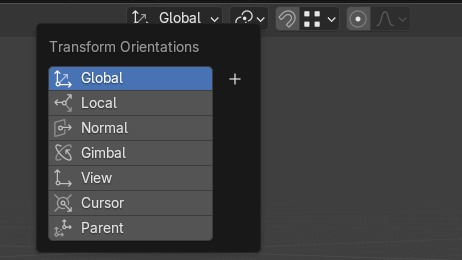 Global
Transform Orientations
Global
Local
Normal
Gimbal
View
Cursor
Parent